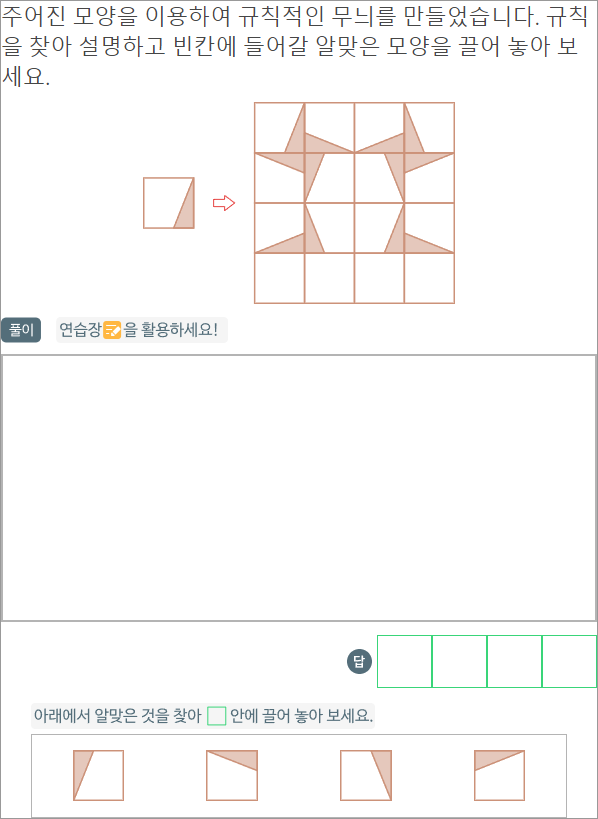 주어진 모양을 이용하여 규칙적인 무늬를 만들었습니다. 규칙
을 찾아 설명하고 빈칸에 들어갈 알맞은 모양을 끌어 놓아 보
세요.
풀이 연습장을 활용하세요!
답
아래에서 알맞은 것을 찾아 안에 끌어 놓아 보세요.